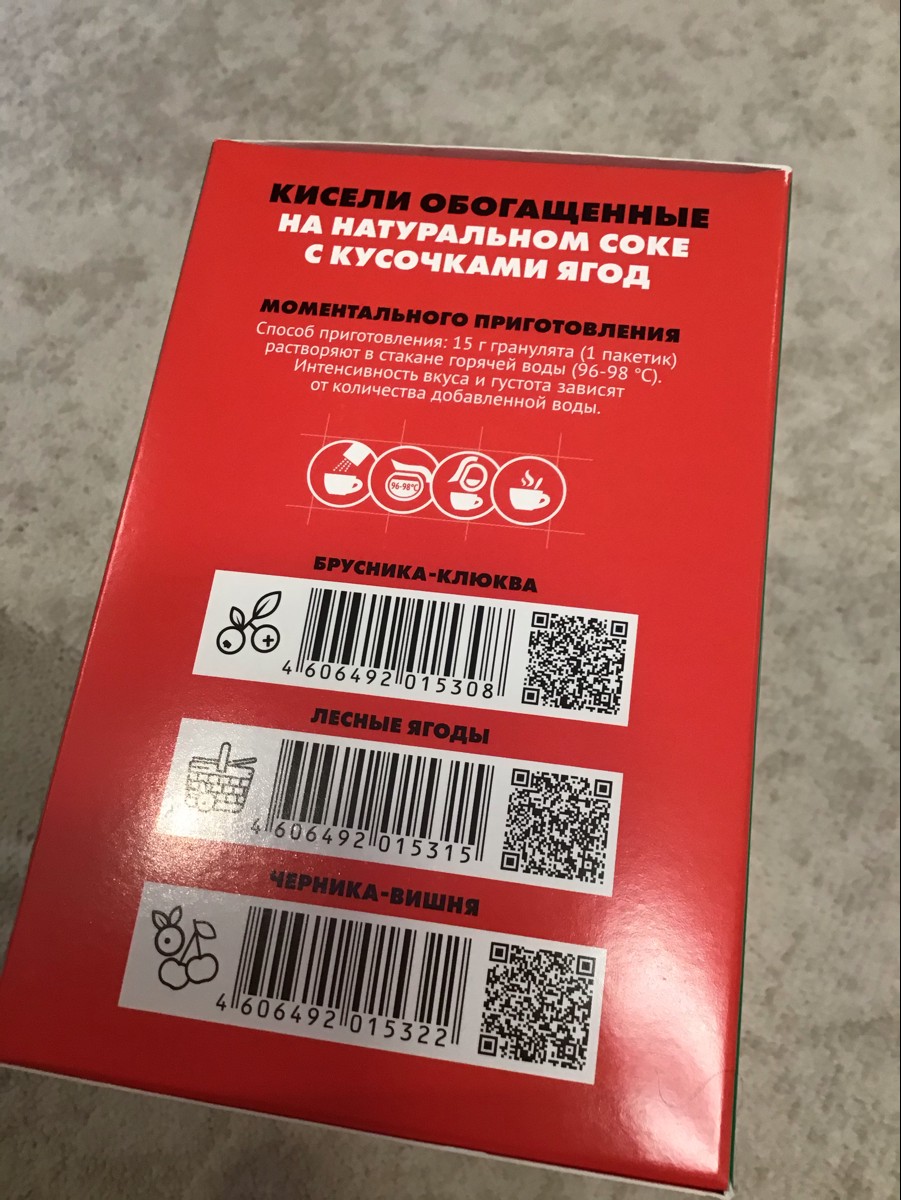 КИСЕЛИ ОБОГАЩЕННЫЕ
НА НАТУРАЛЬНОМ СОКЕ
С КУСОЧКАМИ ЯГОД
МОМЕНТАЛЬНОГО ПРИГОТОВЛЕНИЯ
Способ приготовления: 15 г гранулята (1 пакетик)
растворяют в стакане горячей воды (96-98 °С).
Интенсивность вкуса и густота зависят
от количества добавленной воды.
96-98°С
БРУСНИКА-КЛЮКВА
4 606492 015308
ЛЕСНЫЕ ЯГОДЫ
4 606492 015315
ЧЕРНИКА-ВИШНЯ
4 606492 015322